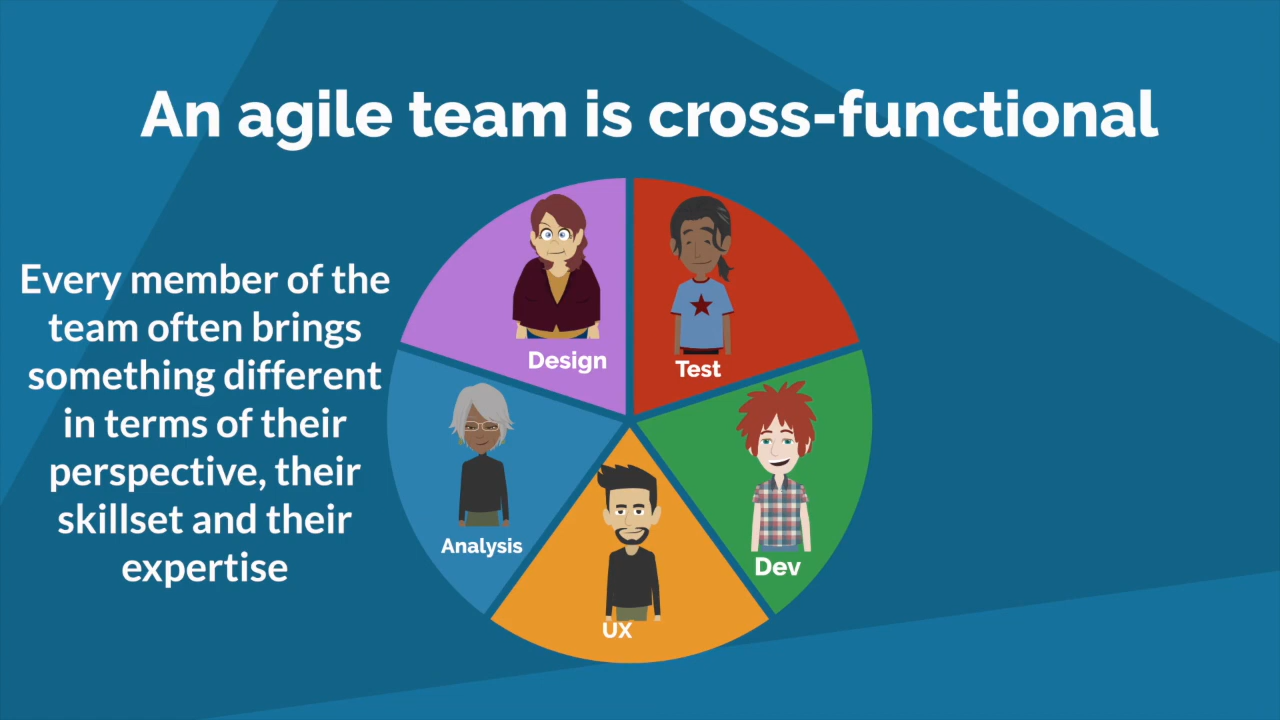 An agile team is cross-functional
Every member of the
team often brings
something different
in terms of their
perspective, their
skillset and their
expertise
Design
Test
Analysis
Dev
UX